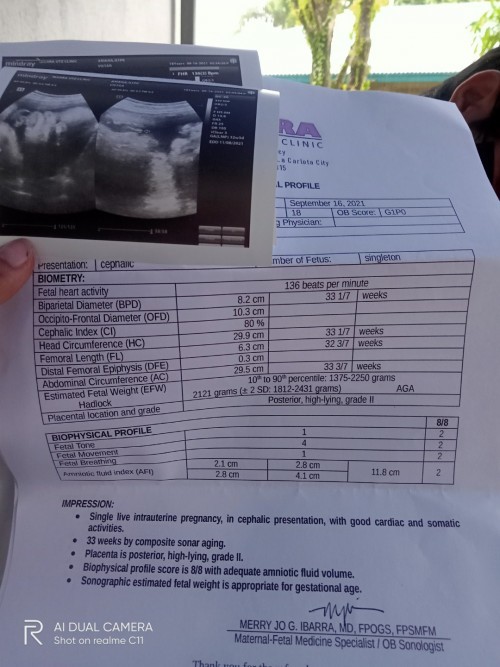 RA
CLINIC
La Carlota City
PROFILE
September 16, 2021
18 OB Score: G1P0
Physician:
Presentation: cephalic mber of Fetus: singleton
BIOMETRY:
Fetal heart activity 136 beats per minute
Biparietal Diameter (BPD) 8.2 cm 33 1/7 weeks
Occipito-Frontal Diameter (OFD) 10.3 cm
Cephalic Index (CI) 80 %
Head Circumference (HC) 29.9 cm 33 1/7 weeks
Femoral Length (FL) 6.3 cm 32 3/7 weeks
Distal Femoral Epiphysis (DFE) 0.3 cm
Abdominal Circumference (AC) 29.5 cm 33 3/7 weeks
Estimated Fetal Weight (EFW) 10th to 90th percentile: 1375-2250 grams
Hadlock 2121 grams (± 2 SD: 1812-2431 grams) AGA
Placental location and grade Posterior, high-lying, grade II
BIOPHYSICAL PROFILE 8/8
Fetal Tone 1 2
Fetal Movement 4 2
Fetal Breathing 1 2
Amniotic fluid index (AFI) 2.1 cm 2.8 cm 11.8 cm 2
2.8 cm 4.1 cm
IMPRESSION:
• Single live intrauterine pregnancy, in cephalic presentation, with good cardiac and somatic
activities.
• 33 weeks by composite sonar aging.
• Placenta is posterior, high-lying, grade II.
• Biophysical profile score is 8/8 with adequate amniotic fluid volume.
• Sonographic estimated fetal weight is appropriate for gestational age.
MERRY JO G. IBARRA, MD, FPOGS, FPSMFM
Maternal-Fetal Medicine Specialist / OB Sonologist
Thank you for the
R
AI DUAL CAMERA
Shot on realme C11